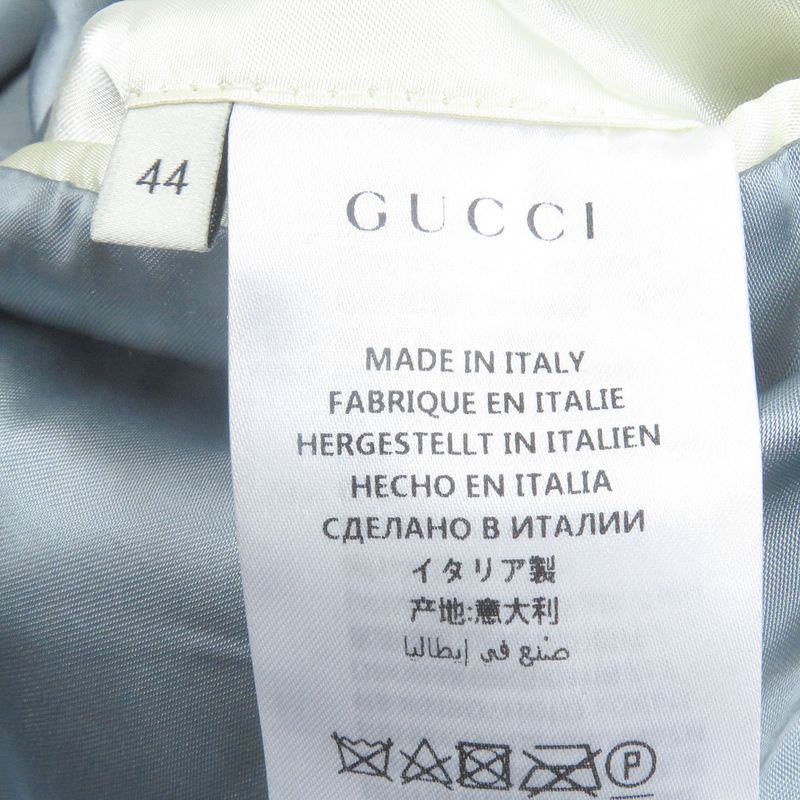 44
GUCCI
MADE IN ITALY
FABRIQUE EN ITALIE
HERGESTELLT IN ITALIEN
HECHO EN ITALIA
СДЕЛАНО В ИТАЛИИ
イタリア製
产地:意大利
صنع في إيطاليا
P